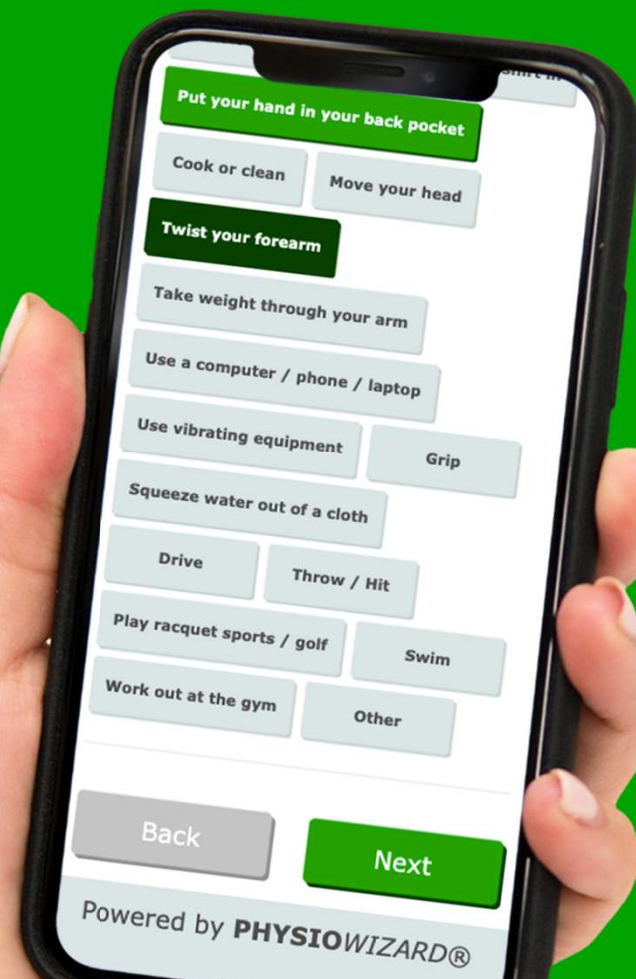 Put your hand in your back pocket
Cook or clean
Move your head
Twist your forearm
Take weight through your arm
Use a computer / phone / laptop
Use vibrating equipment
Grip
Squeeze water out of a cloth
Drive
Throw / Hit
Play racquet sports / golf
Swim
Work out at the gym
Other
Back
Next
Powered by PHYSIOWIZARD®